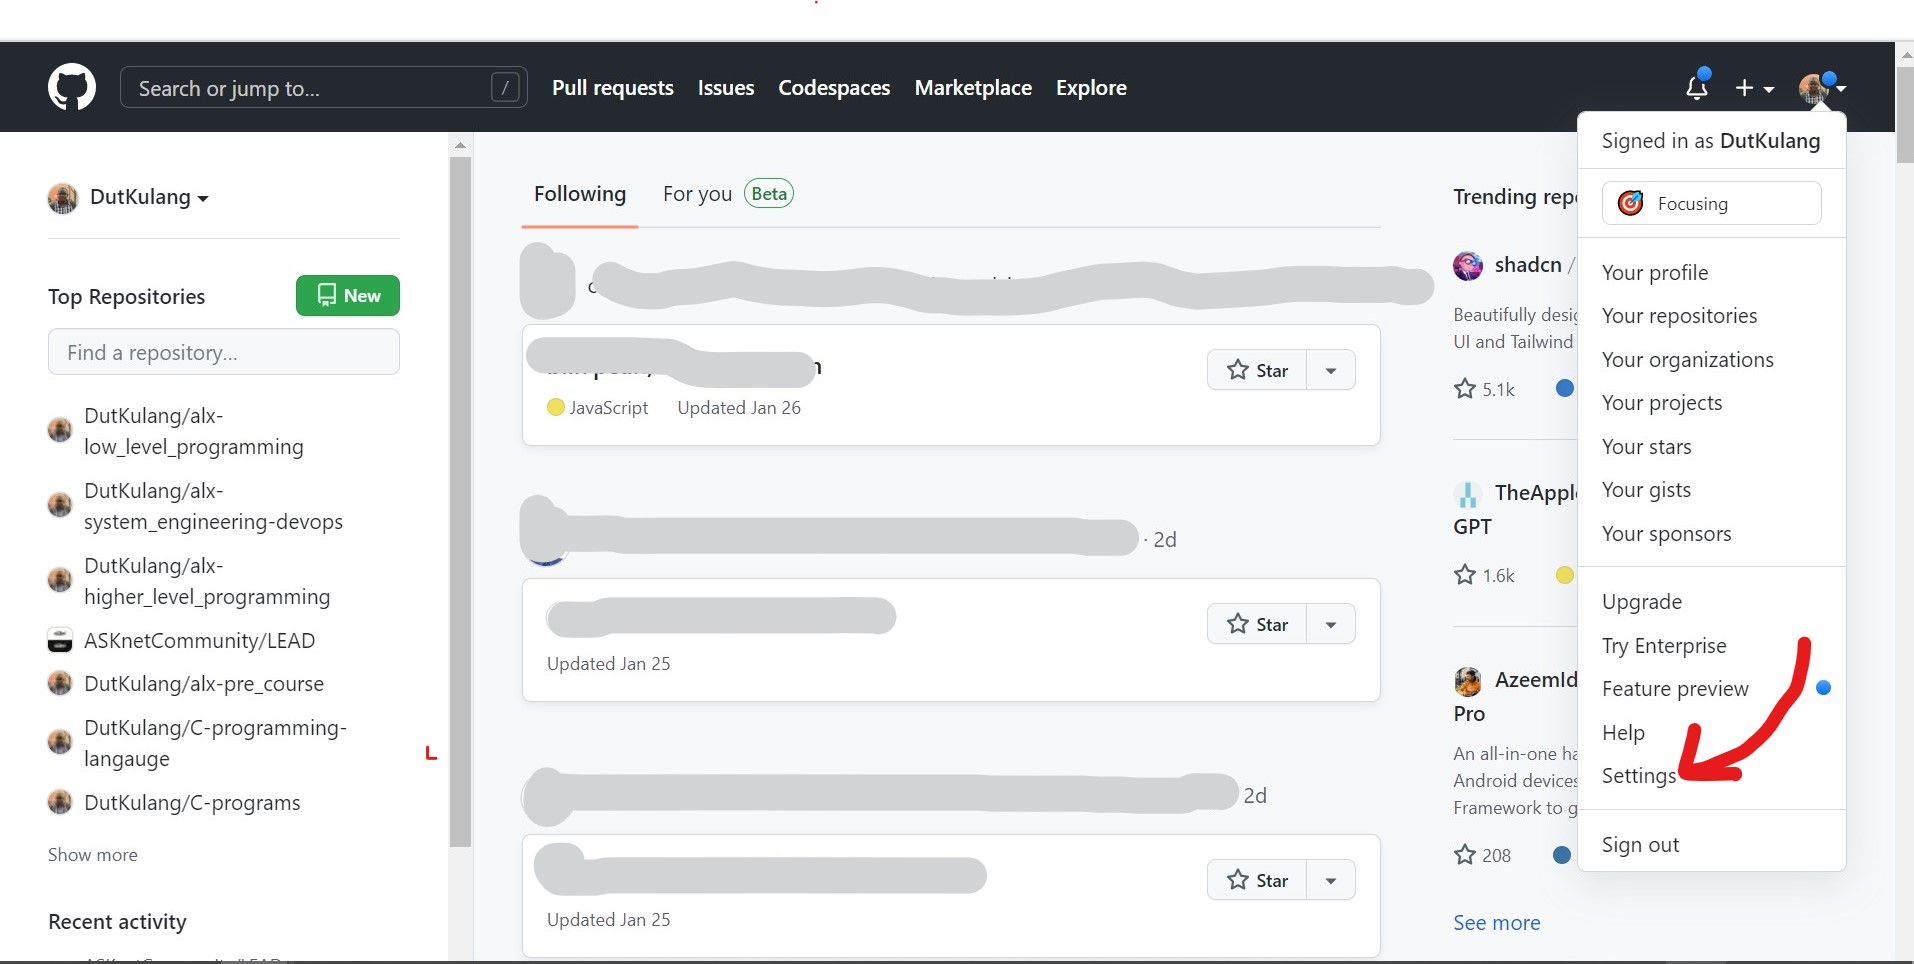 Search or jump to...
/
Pull requests
Issues
Codespaces
Marketplace
Explore
DutKulang
Top Repositories
New
Find a repository...
DutKulang/alx-
low_level_programming
DutKulang/alx-
system_engineering-devops
DutKulang/alx-
higher_level_programming
ASKnetCommunity/LEAD
DutKulang/alx-pre_course
DutKulang/C-programming-
langauge
DutKulang/C-programs
Show more
Recent activity
Following
For you
Beta
Star
JavaScript
Updated Jan 26
· 2d
Star
Updated Jan 25
2d
Star
Updated Jan 25
Trending
shadcn /
Beautifully
UI and Tailwind
5.1k
GPT
1.6k
Pro
An all-in-one
Android devices
Framework to
208
See more
Signed in as DutKulang
Focusing
Your profile
Your repositories
Your organizations
Your projects
Your stars
Your gists
Your sponsors
Upgrade
Try Enterprise
Feature preview
Help
Settings
Sign out